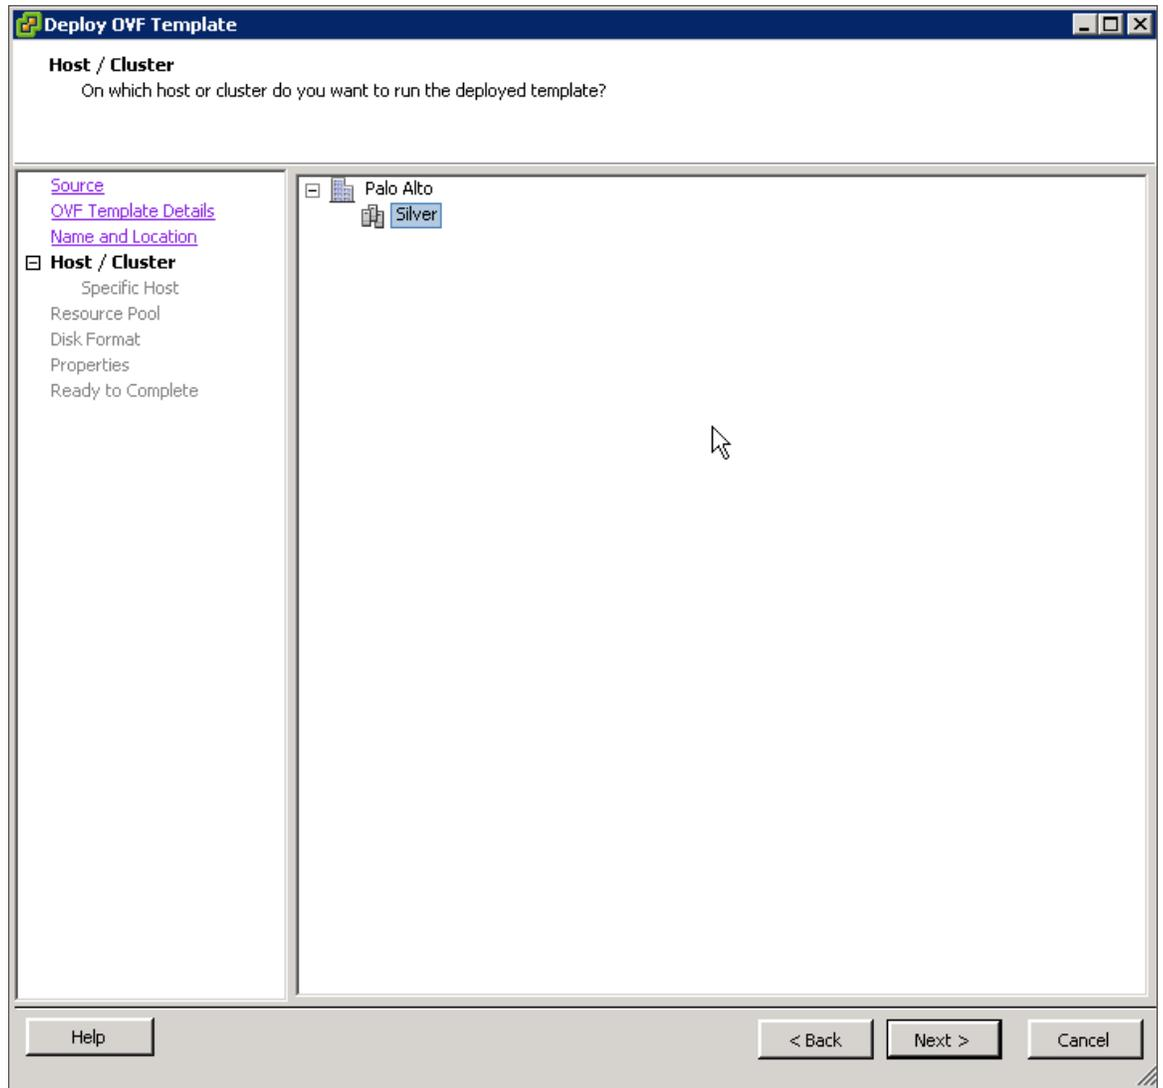 Deploy OVF Template
Host / Cluster
On which host or cluster do you want to run the deployed template?
Source
OVF Template Details
Name and Location
Host / Cluster
Specific Host
Resource Pool
Disk Format
Properties
Ready to Complete
Palo Alto
Silver
Help
< Back
Next >
Cancel